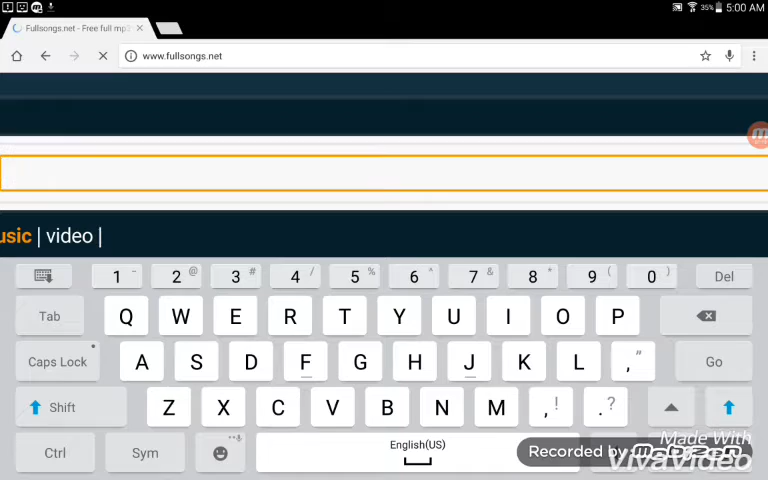 35% 5:00 AM
Fullsongs.net - Free full mp3
www.fullsongs.net
usic | video |
1 - 2 @ 3 # 4 / 5 % 6 ^ 7 & 8 * 9 ( 0 ) Del
Tab Q W E R T Y U I O P
Caps Lock A S D F G H J K L , " Go
Shift Z X C V B N M , ! . ?
Ctrl Sym English(US)
Made With
Recorded by mobizen
VivaVideo